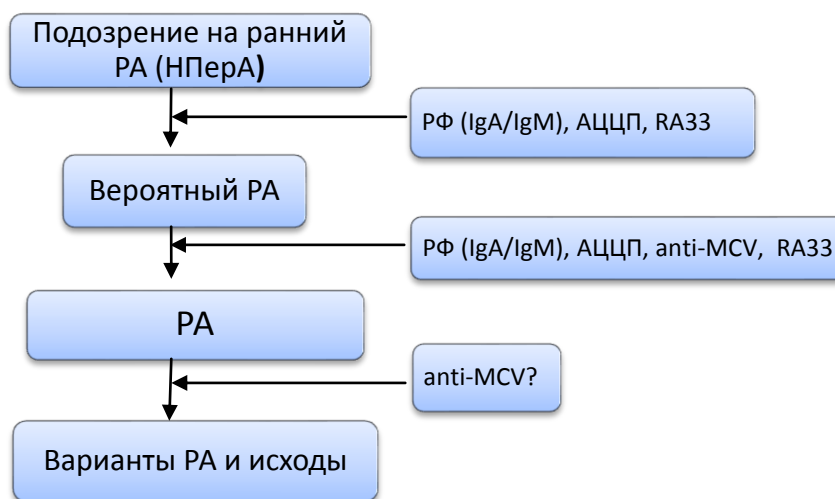 Подозрение на ранний
РА (НПерА)
РФ (IgA/IgM), АЦЦП, RA33
Вероятный РА
РФ (IgA/IgM), АЦЦП, anti-MCV, RA33
РА
anti-MCV?
Варианты РА и исходы